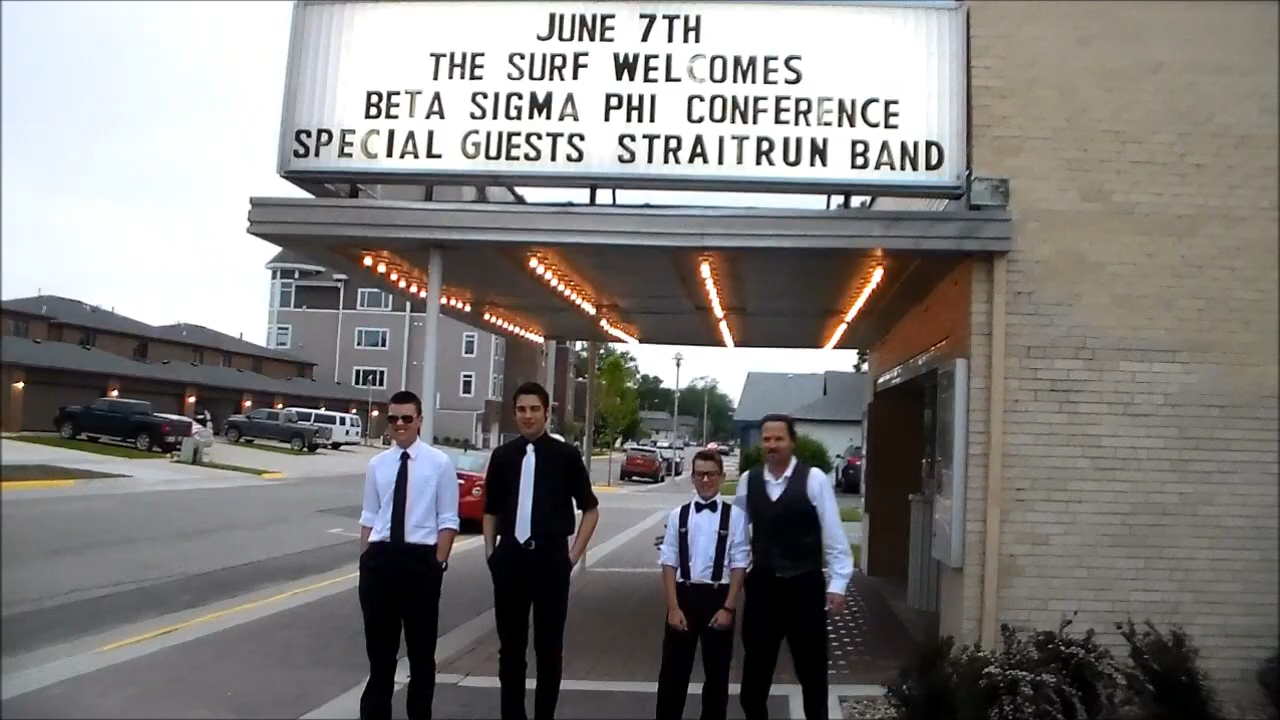 JUNE 7TH
THE SURF WELCOMES
BETA SIGMA PHI CONFERENCE
SPECIAL GUESTS STRAITRUN BAND